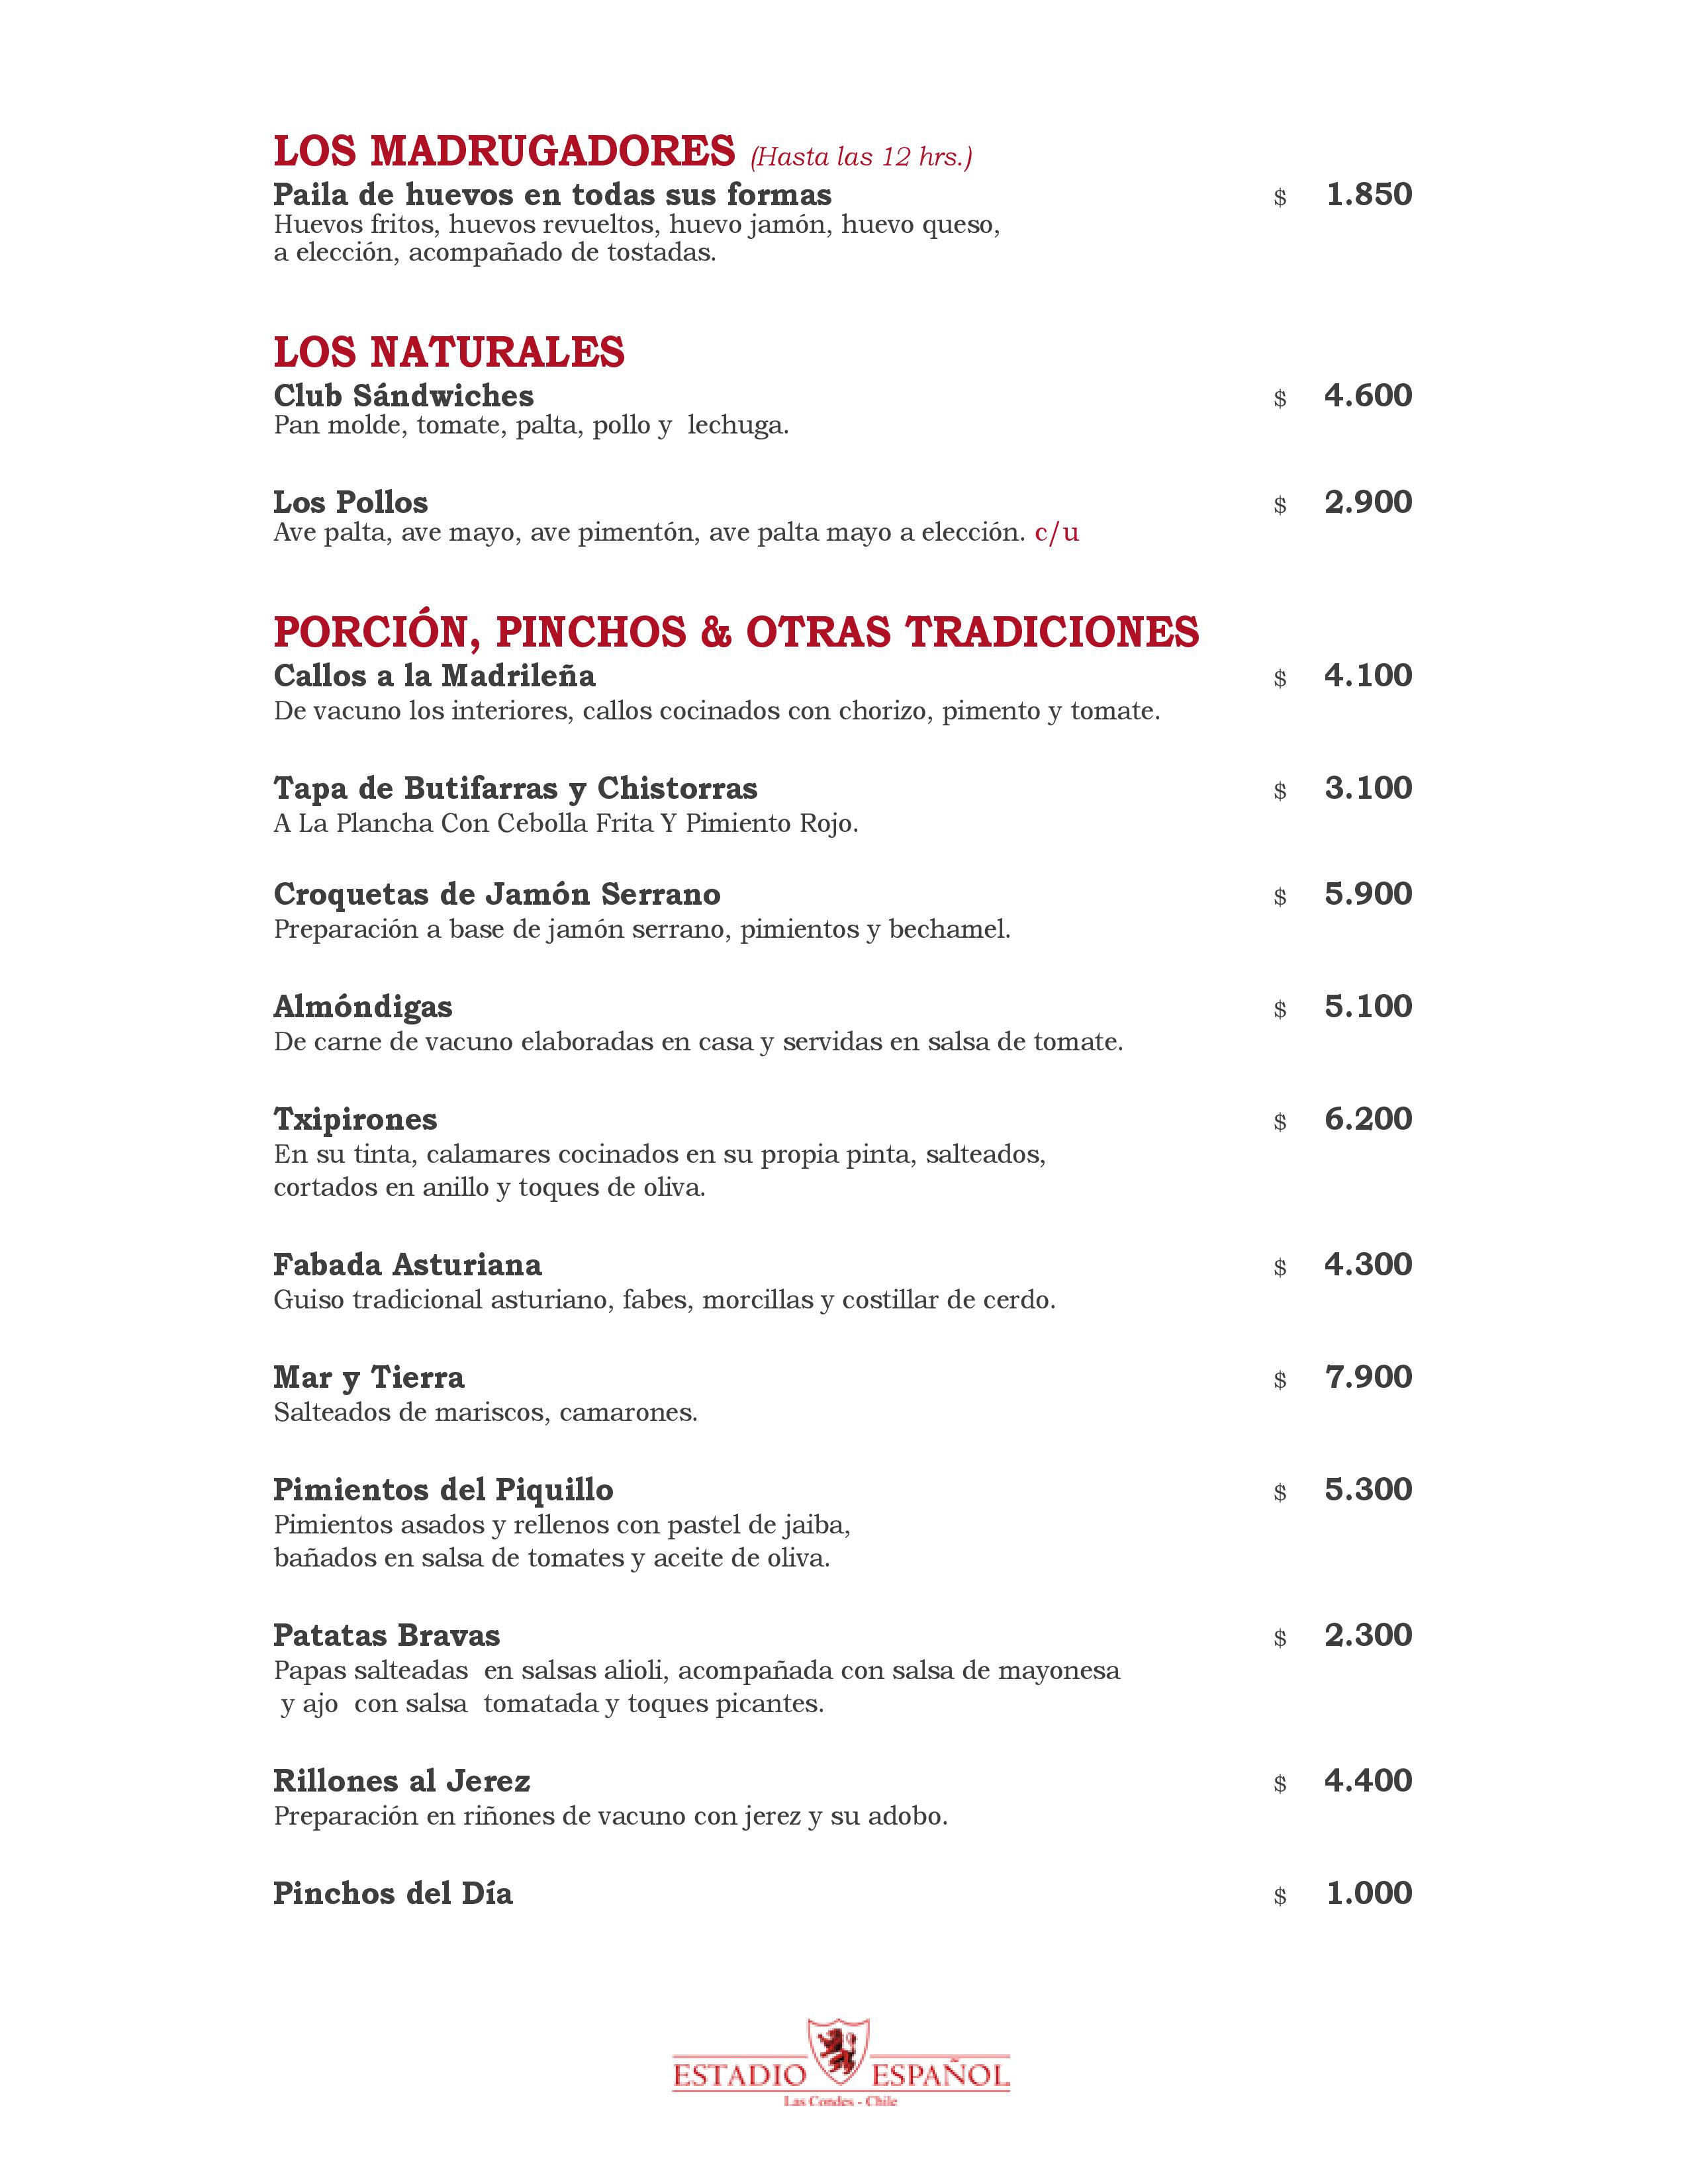 LOS MADRUGADORES (Hasta las 12 hrs.)
Paila de huevos en todas sus formas $ 1.850
Huevos fritos, huevos revueltos, huevo jamón, huevo queso,
a elección, acompañado de tostadas.
LOS NATURALES
Club Sándwiches $ 4.600
Pan molde, tomate, palta, pollo y lechuga.
Los Pollos $ 2.900
Ave palta, ave mayo, ave pimentón, ave palta mayo a elección. c/u
PORCIÓN, PINCHOS & OTRAS TRADICIONES
Callos a la Madrileña $ 4.100
De vacuno los interiores, callos cocinados con chorizo, pimento y tomate.
Tapa de Butifarras y Chistorras $ 3.100
A La Plancha Con Cebolla Frita Y Pimiento Rojo.
Croquetas de Jamón Serrano $ 5.900
Preparación a base de jamón serrano, pimientos y bechamel.
Almóndigas $ 5.100
De carne de vacuno elaboradas en casa y servidas en salsa de tomate.
Txipirones $ 6.200
En su tinta, calamares cocinados en su propia pinta, salteados,
cortados en anillo y toques de oliva.
Fabada Asturiana $ 4.300
Guiso tradicional asturiano, fabes, morcillas y costillar de cerdo.
Mar y Tierra $ 7.900
Salteados de mariscos, camarones.
Pimientos del Piquillo $ 5.300
Pimientos asados y rellenos con pastel de jaiba,
bañados en salsa de tomates y aceite de oliva.
Patatas Bravas $ 2.300
Papas salteadas en salsas alioli, acompañada con salsa de mayonesa
y ajo con salsa tomatada y toques picantes.
Rillones al Jerez $ 4.400
Preparación en riñones de vacuno con jerez y su adobo.
Pinchos del Día $ 1.000
ESTADIO ESPAÑOL
Las Condes - Chile